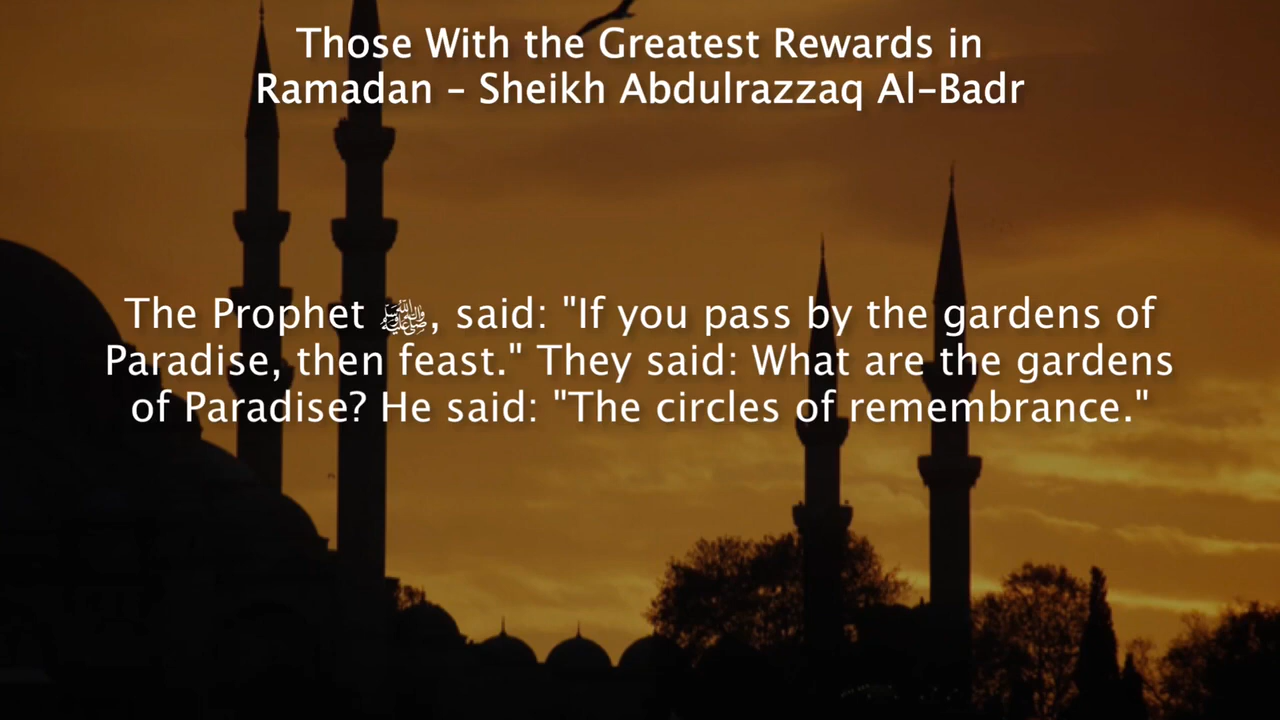 Those With the Greatest Rewards in
Ramadan – Sheikh Abdulrazzaq Al-Badr
The Prophet ﷺ, said: "If you pass by the gardens of
Paradise, then feast." They said: What are the gardens
of Paradise? He said: "The circles of remembrance."